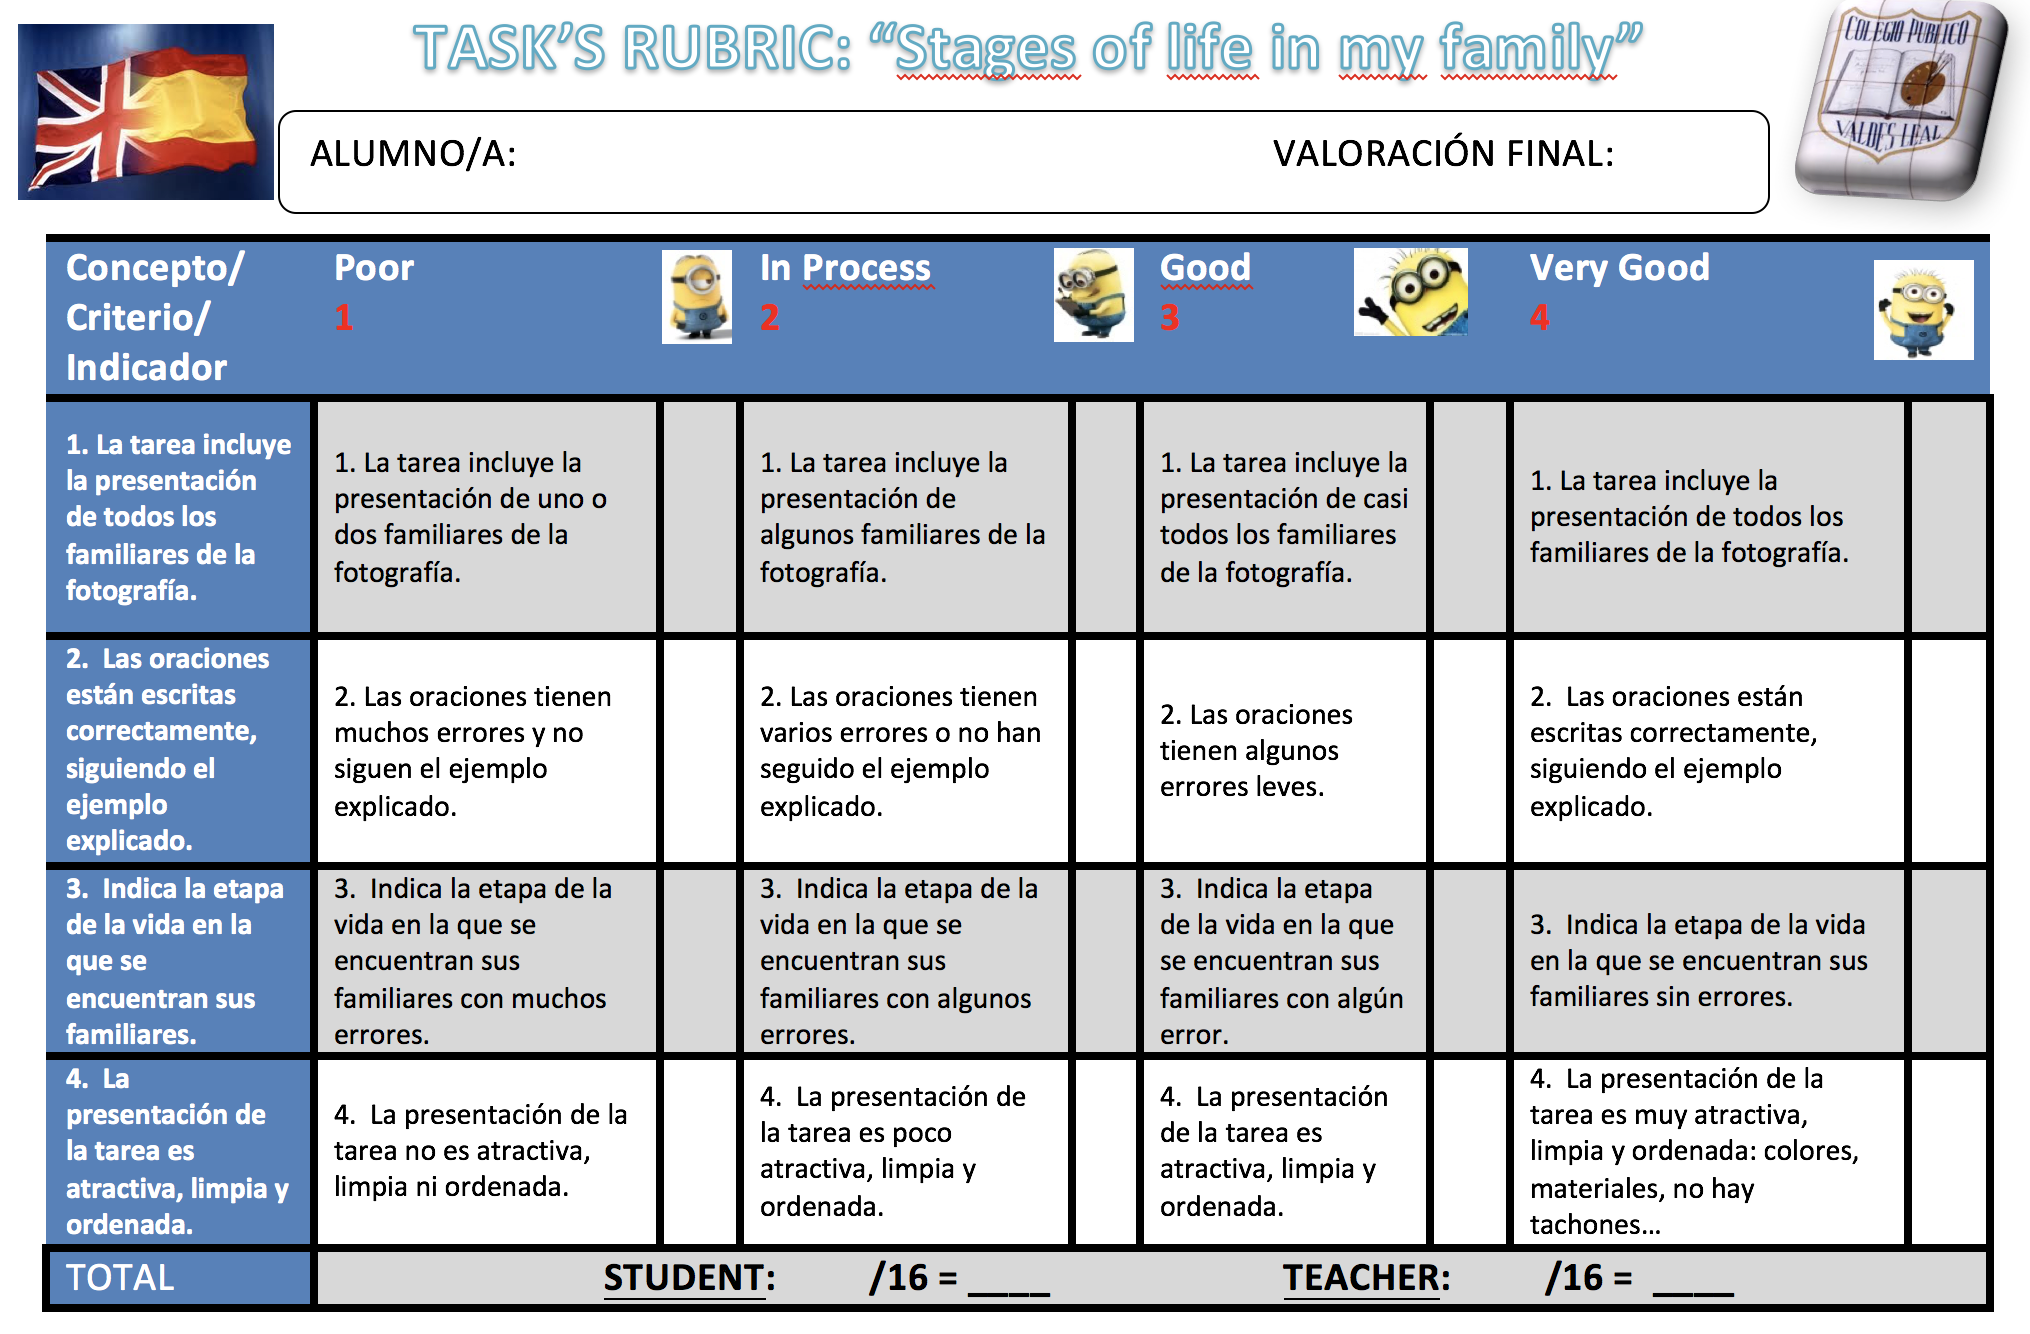 TASK'S RUBRIC: “Stages of life in my family”
COLEGIO PUBLICO
VALDES LEAL
ALUMNO/A: VALORACIÓN FINAL:
Concepto/
Criterio/
Indicador
Poor
1
In Process
2
Good
3
Very Good
4
1. La tarea incluye
la presentación
de todos los
familiares de la
fotografía.
1. La tarea incluye la
presentación de uno o
dos familiares de la
fotografía.
1. La tarea incluye la
presentación de
algunos familiares de la
fotografía.
1. La tarea incluye la
presentación de casi
todos los familiares
de la fotografía.
1. La tarea incluye la
presentación de todos los
familiares de la fotografía.
2. Las oraciones
están escritas
correctamente,
siguiendo el
ejemplo
explicado.
2. Las oraciones tienen
muchos errores y no
siguen el ejemplo
explicado.
2. Las oraciones tienen
varios errores o no han
seguido el ejemplo
explicado.
2. Las oraciones
tienen algunos
errores leves.
2. Las oraciones están
escritas correctamente,
siguiendo el ejemplo
explicado.
3. Indica la etapa
de la vida en la
que se
encuentran sus
familiares.
3. Indica la etapa de la
vida en la que se
encuentran sus
familiares con muchos
errores.
3. Indica la etapa de la
vida en la que se
encuentran sus
familiares con algunos
errores.
3. Indica la etapa
de la vida en la que
se encuentran sus
familiares con algún
error.
3. Indica la etapa de la vida
en la que se encuentran sus
familiares sin errores.
4. La
presentación de
la tarea es
atractiva, limpia y
ordenada.
4. La presentación de la
tarea no es atractiva,
limpia ni ordenada.
4. La presentación de
la tarea es poco
atractiva, limpia y
ordenada.
4. La presentación
de la tarea es
atractiva, limpia y
ordenada.
4. La presentación de la
tarea es muy atractiva,
limpia y ordenada: colores,
materiales, no hay
tachones...
TOTAL
STUDENT: /16 = ____ TEACHER: /16 = ____